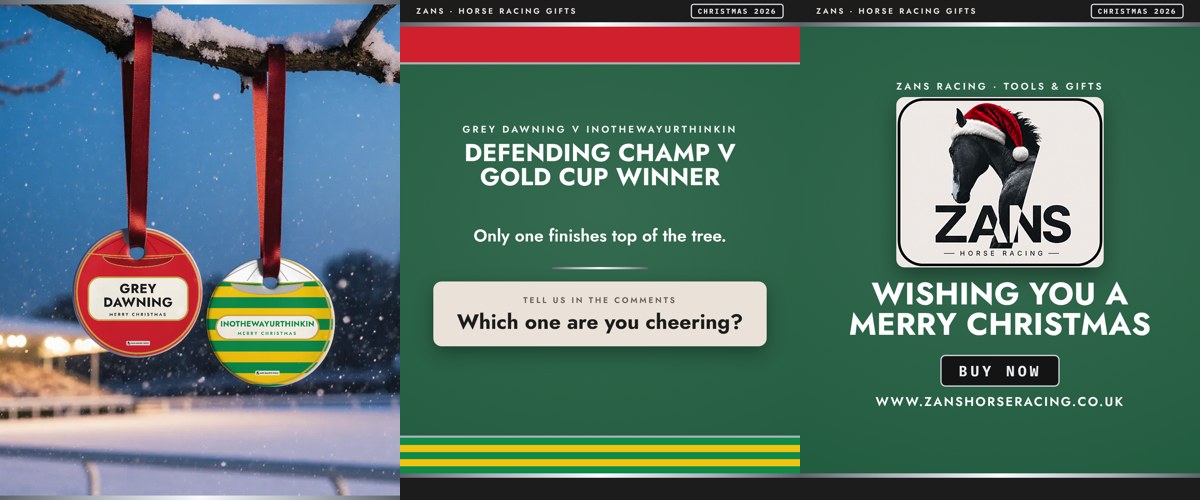 GREY
DAWNING
MERRY CHRISTMAS
INOTHEWAYURTHINKIN
MERRY CHRISTMAS
ZANS · HORSE RACING GIFTS
CHRISTMAS 2026
GREY DAWNING V INOTHEWAYURTHINKIN
DEFENDING CHAMP V
GOLD CUP WINNER
Only one finishes top of the tree.
TELL US IN THE COMMENTS
Which one are you cheering?
ZANS · HORSE RACING GIFTS
CHRISTMAS 2026
ZANS RACING · TOOLS & GIFTS
ZANS
HORSE RACING
WISHING YOU A
MERRY CHRISTMAS
BUY NOW
WWW.ZANSHORSERACING.CO.UK